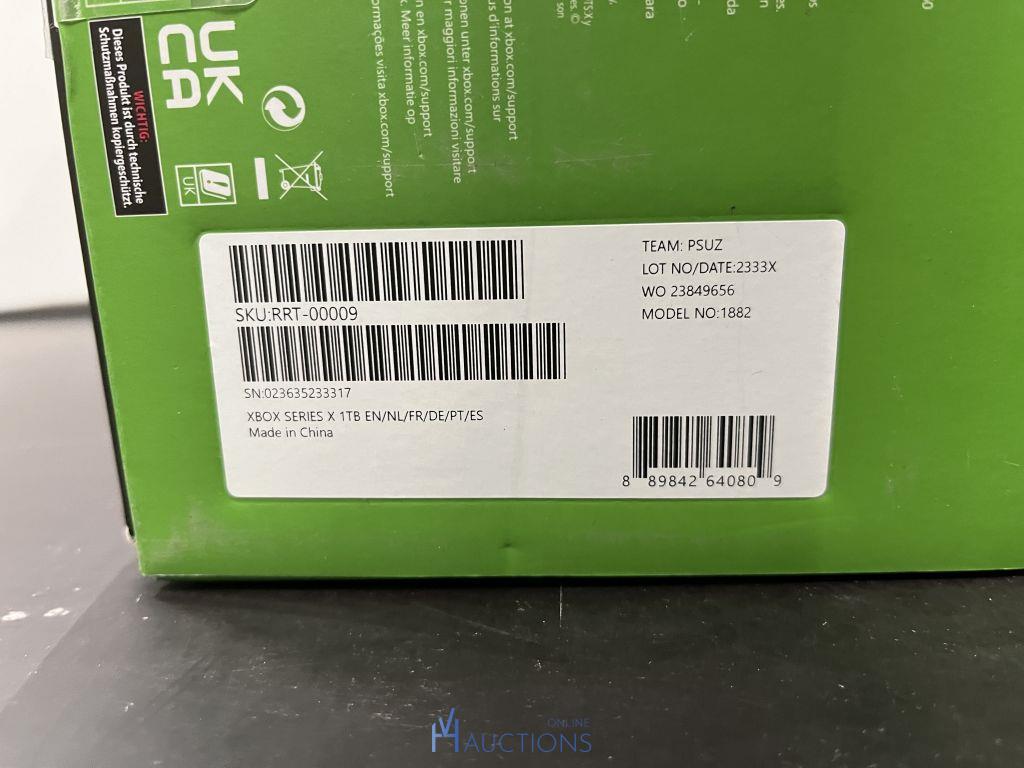 WICHTIG:
Dieses Produkt ist durch technische
Schutzmaßnahmen kopiergeschützt.
UK
CA
UK
on at xbox.com/support
us d'informations sur
onen unter xbox.com/support
r maggiori informazioni visitare
en en xbox.com/support
k. Meer informatie op
ormações visita xbox.com/support
SKU:RRT-00009
SN:023635233317
XBOX SERIES X 1TB EN/NL/FR/DE/PT/ES
Made in China
TEAM: PSUZ
LOT NO/DATE:2333X
WO 23849656
MODEL NO:1882
8 89842 64080 9
ONLINE
AUCTIONS